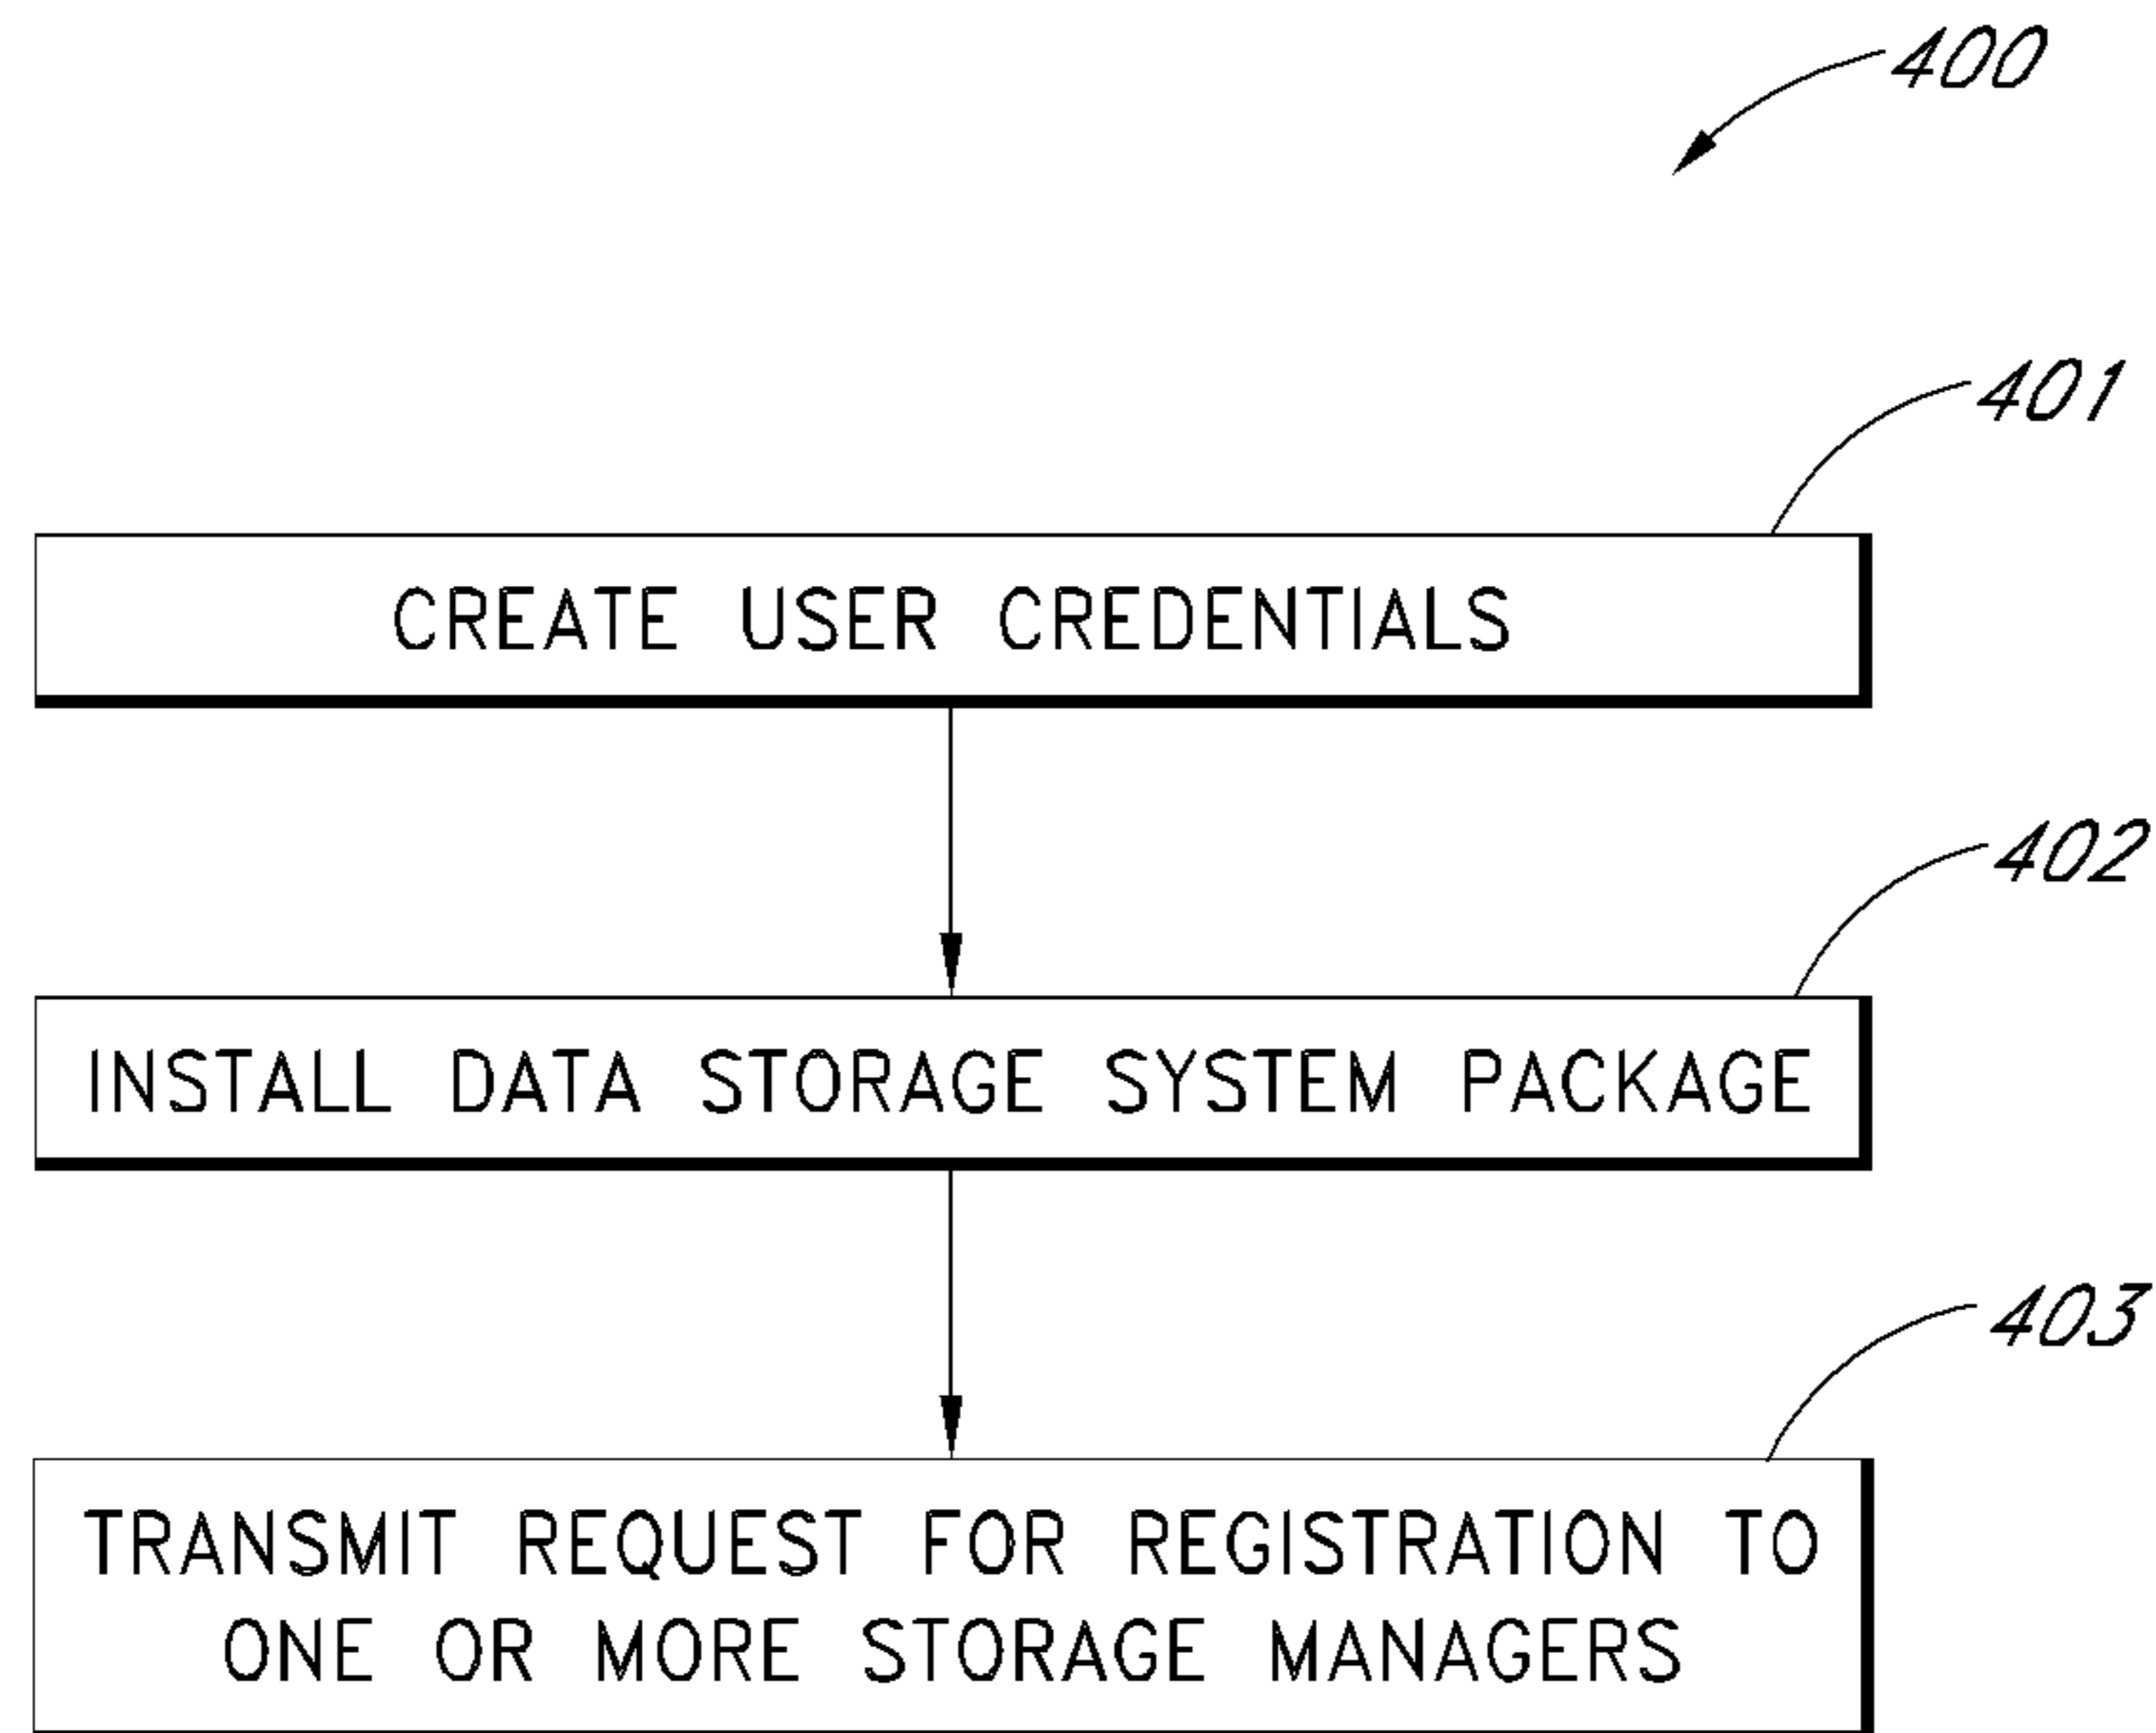 400
401
CREATE USER CREDENTIALS
402
INSTALL DATA STORAGE SYSTEM PACKAGE
403
TRANSMIT REQUEST FOR REGISTRATION TO
ONE OR MORE STORAGE MANAGERS